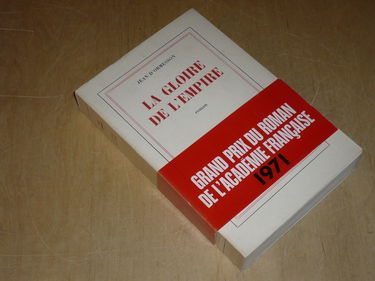 JEAN D'ORMESSON
LA GLOIRE
DE L'EMPIRE
roman
GRAND PRIX DU ROMAN
DE L'ACADEMIE FRANÇAISE
1971